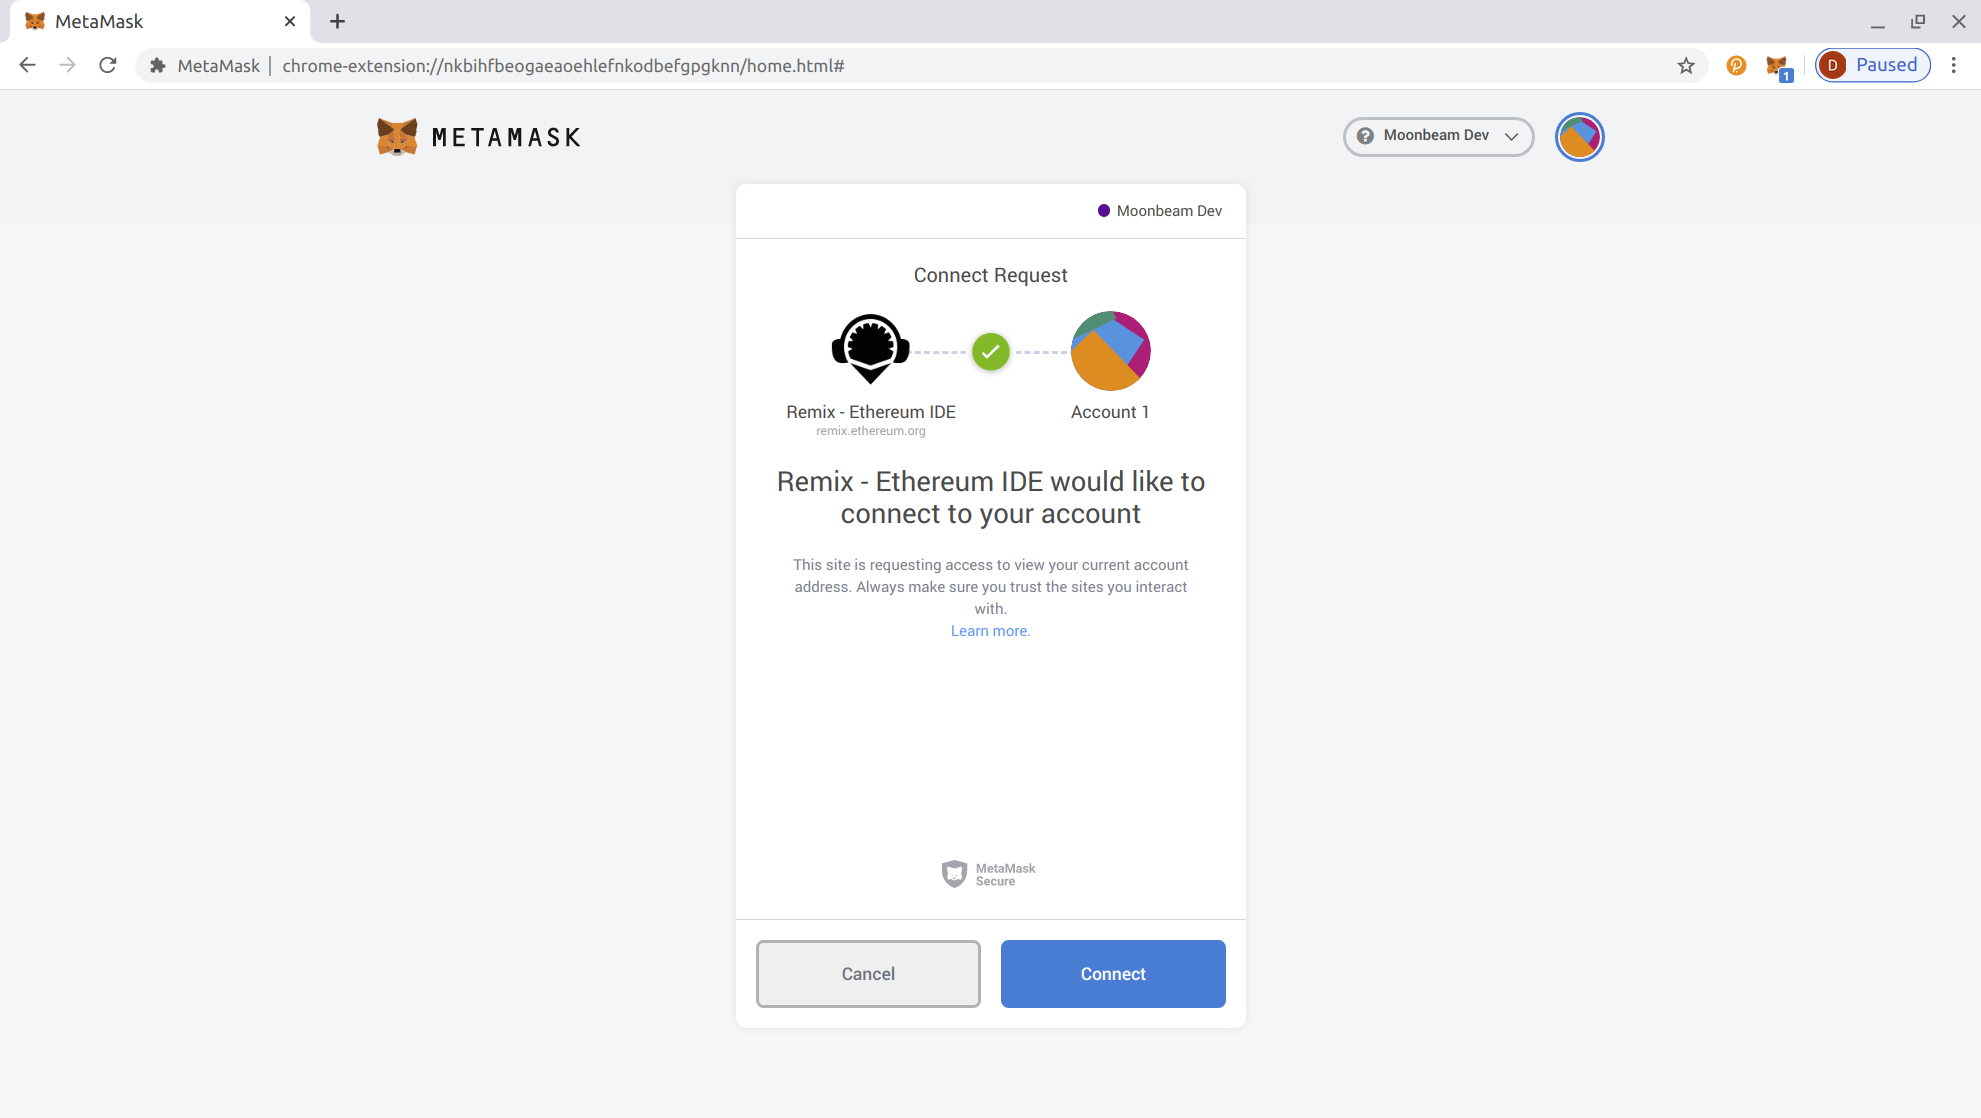 MetaMask
MetaMask | chrome-extension://nkbihfbeogaeaoehlefnkodbefgpgknn/home.html#
1
D Paused
METAMASK
? Moonbeam Dev
Moonbeam Dev
Connect Request
Remix - Ethereum IDE
remix.ethereum.org
Account 1
Remix - Ethereum IDE would like to
connect to your account
This site is requesting access to view your current account
address. Always make sure you trust the sites you interact
with.
Learn more.
MetaMask
Secure
Cancel
Connect